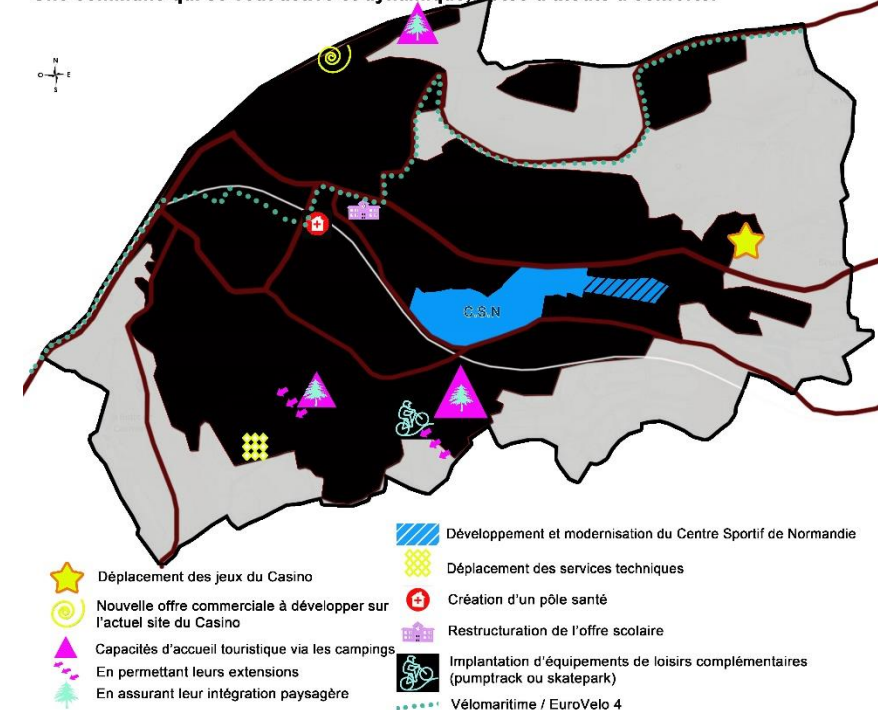 N
O E
S
C.S.N
Déplacement des jeux du Casino
Nouvelle offre commerciale à développer sur
l'actuel site du Casino
Capacités d'accueil touristique via les campings
En permettant leurs extensions
En assurant leur intégration paysagère
Développement et modernisation du Centre Sportif de Normandie
Déplacement des services techniques
Création d'un pôle santé
Restructuration de l'offre scolaire
Implantation d'équipements de loisirs complémentaires
(pumptrack ou skatepark)
Vélomaritime / EuroVelo 4